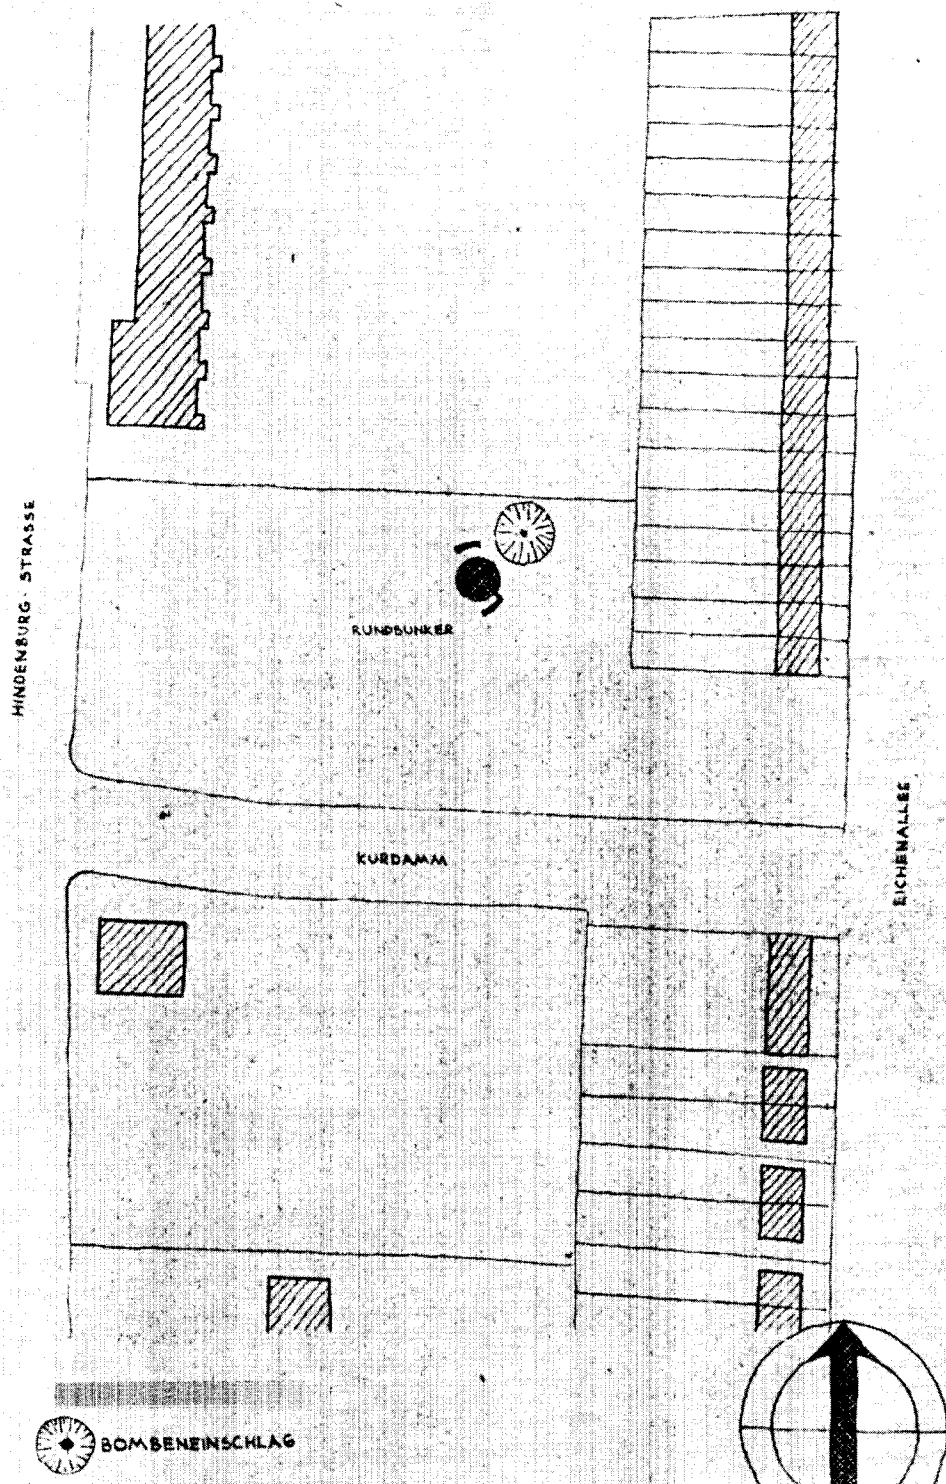 HINDENBURG - STRASSE
RUNDBUNKER
KURDAMM
EICHENALLEE
BOMBENEINSCHLAG